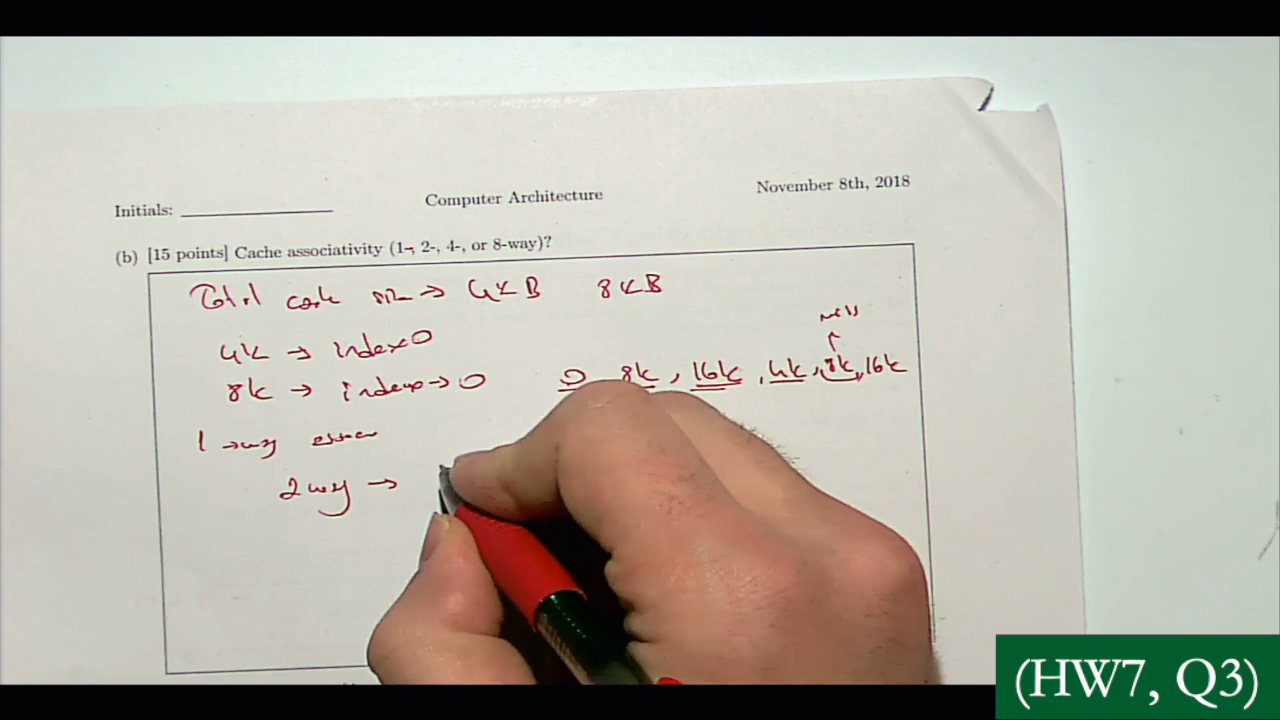 Initials:
Computer Architecture
November 8th, 2018
(b) [15 points] Cache associativity (1-, 2-, 4-, or 8-way)?
Total cache size → 4KB 8KB
4k → index 0
miss
8k → index → 0
0 8k, 16k, 4k, 8k, 16k
1 → way
2 way →
(HW7, Q3)